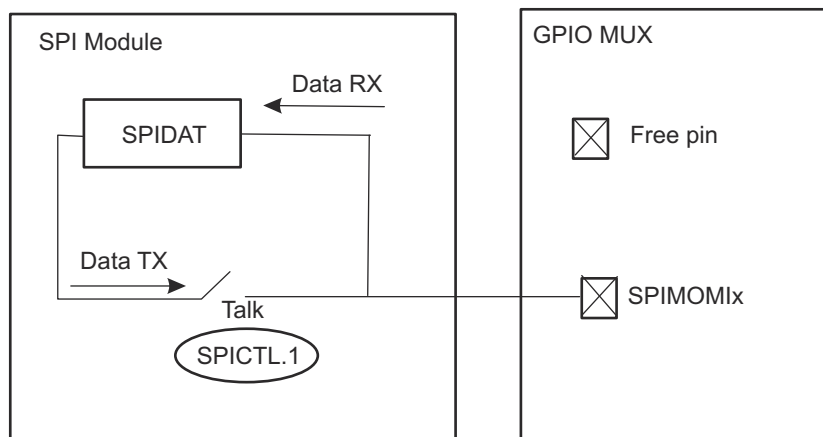 SPI Module
GPIO MUX
Data RX
SPIDAT
Free pin
Data TX
SPIMOMIx
Talk
SPICTL.1